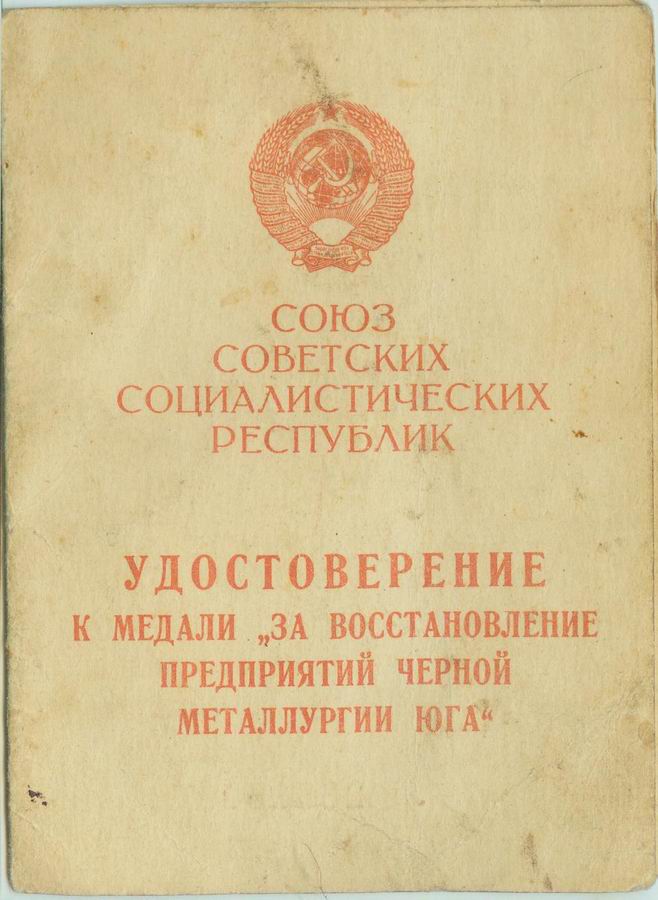 СОЮЗ
СОВЕТСКИХ
СОЦИАЛИСТИЧЕСКИХ
РЕСПУБЛИК
УДОСТОВЕРЕНИЕ
К МЕДАЛИ „ЗА ВОССТАНОВЛЕНИЕ
ПРЕДПРИЯТИЙ ЧЕРНОЙ
МЕТАЛЛУРГИИ ЮГА“